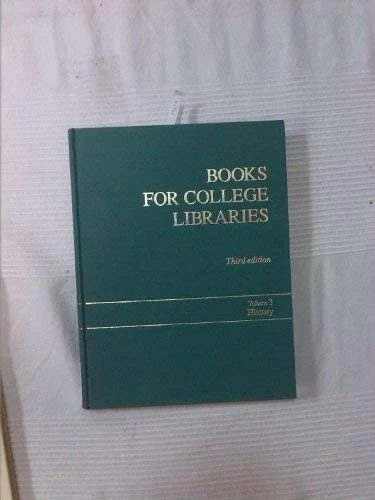 BOOKS
FOR COLLEGE
LIBRARIES
Third edition
Volume 3
History